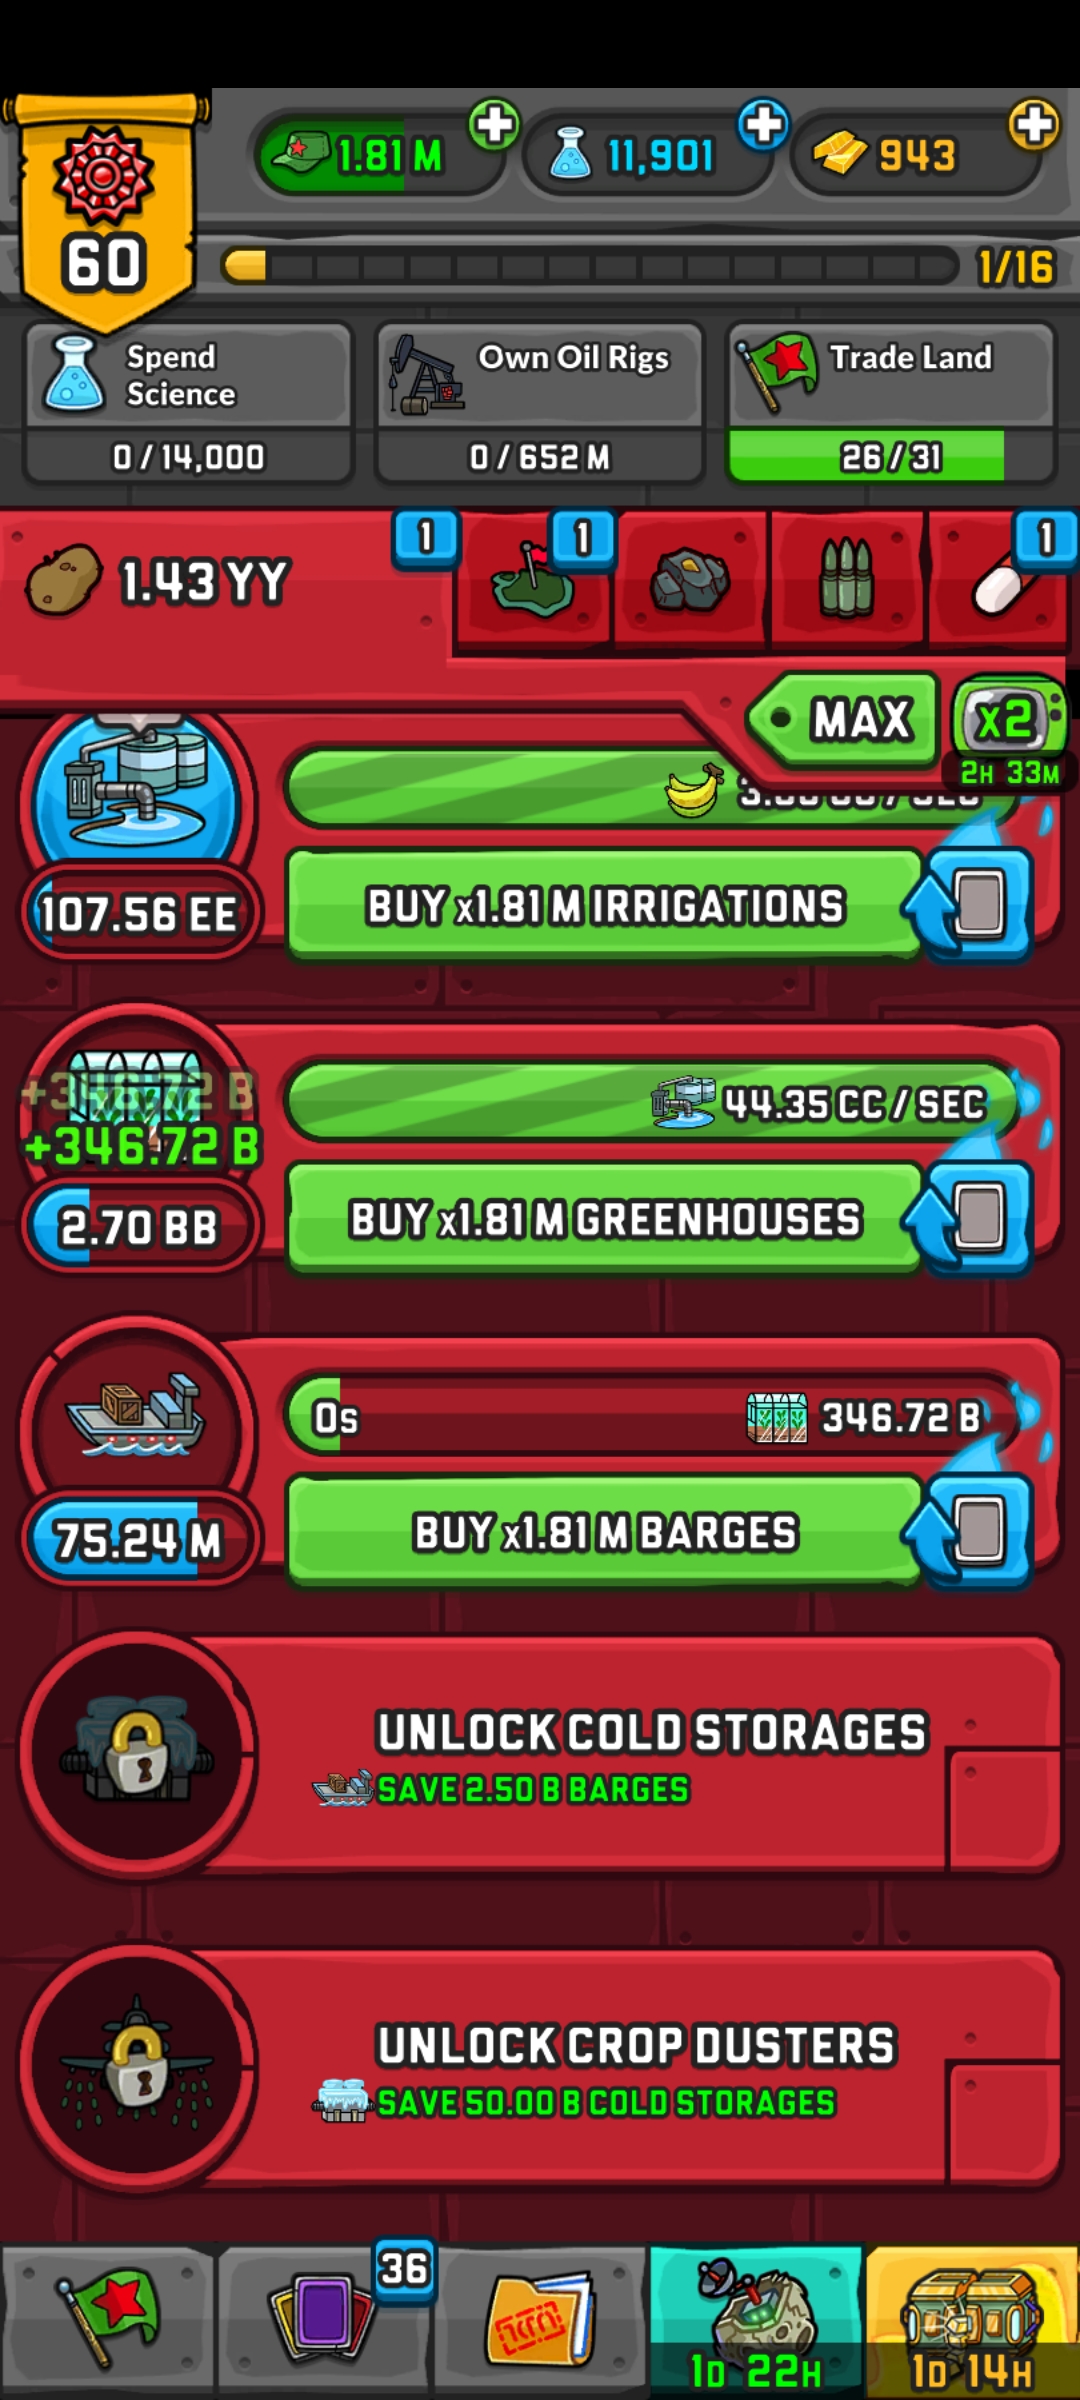 60
1.81 M
11,901
943
1/16
Spend
Science
0/14,000
Own Oil Rigs
0/652 M
Trade Land
26/31
1.43 YY
1
1
1
MAX
x2
2H 33M
107.56 EE
BUY x1.81 M IRRIGATIONS
+346.72 B
+346.72 B
44.35 CC / SEC
2.70 BB
BUY x1.81 M GREENHOUSES
0s
346.72 B
75.24 M
BUY x1.81 M BARGES
UNLOCK COLD STORAGES
SAVE 2.50 B BARGES
UNLOCK CROP DUSTERS
SAVE 50.00 B COLD STORAGES
36
1D 22H
1D 14H